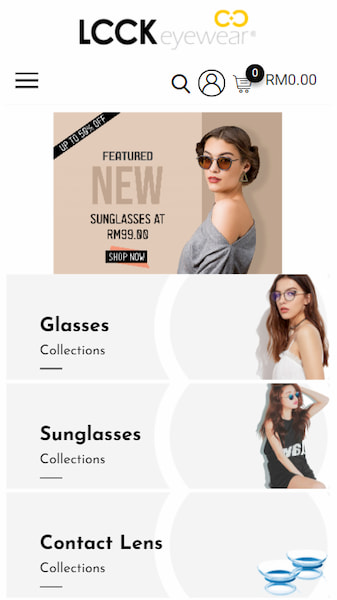 LCCK eyewear®
0
RM0.00
UP TO 50% OFF
FEATURED
NEW
SUNGLASSES AT
RM99.00
SHOP NOW
Glasses
Collections
Sunglasses
Collections
Contact Lens
Collections